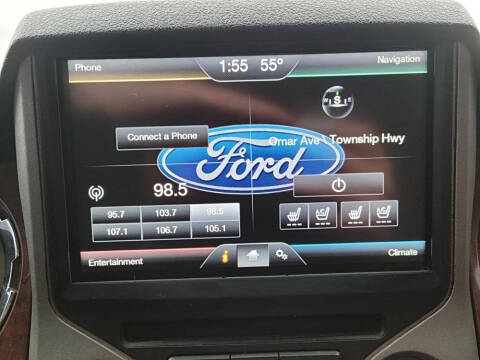 Phone
1:55 55°
Navigation
W S E
Connect a Phone
Omar Ave \ Township Hwy
Ford
98.5
95.7 103.7 98.5
107.1 106.7 105.1
A/C A/C
Entertainment
i
Climate